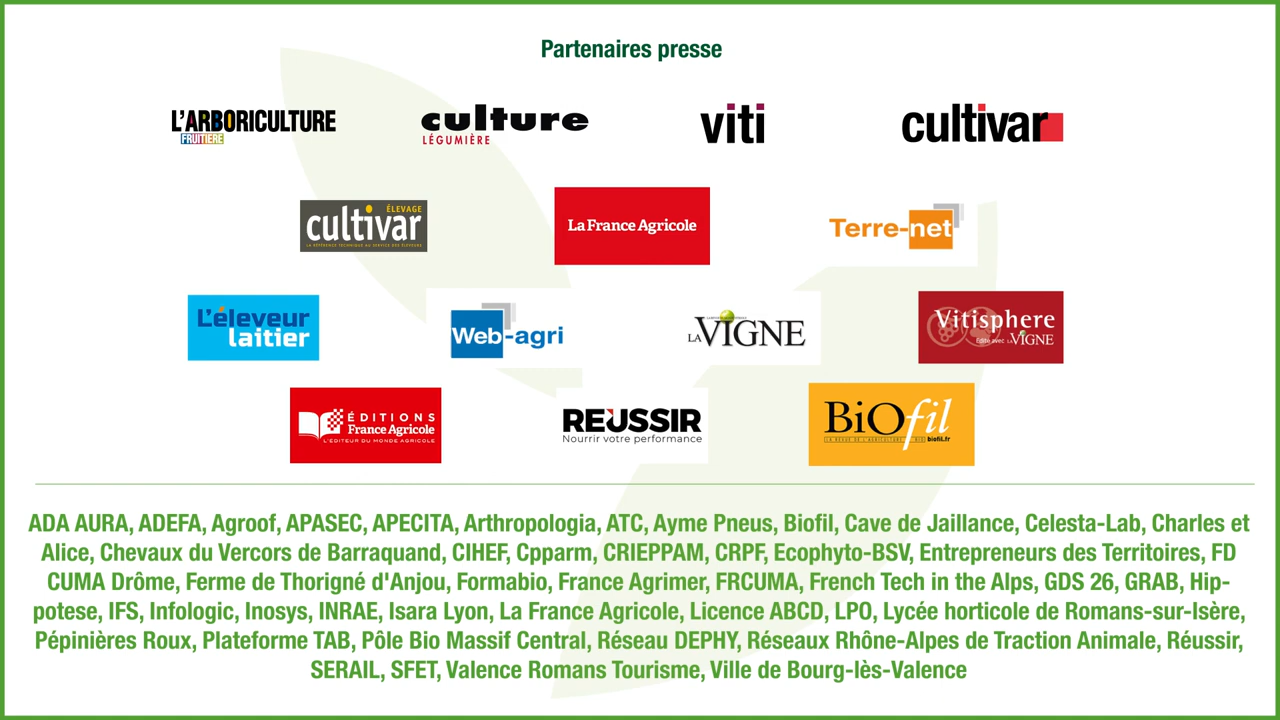 Partenaires presse
L'ARBORICULTURE
FRUITIÈRE
culture
LÉGUMIÈRE
viti
cultivar
ÉLEVAGE
cultivar
LA RÉFÉRENCE TECHNIQUE AU SERVICE DES ÉLEVEURS
La France Agricole
Terre-net
L'éleveur
laitier
Web-agri
LA VIGNE
Vitisphere
Édité avec LA VIGNE
ÉDITIONS
France Agricole
L'ÉDITEUR DU MONDE AGRICOLE
RÉUSSIR
Nourrir votre performance
BiOfil
biofil.fr
ADA AURA, ADEFA, Agroof, APASEC, APECITA, Arthropologia, ATC, Ayme Pneus, Biofil, Cave de Jaillance, Celesta-Lab, Charles et
Alice, Chevaux du Vercors de Barraquand, CIHEF, Cpparm, CRIEPPAM, CRPF, Ecophyto-BSV, Entrepreneurs des Territoires, FD
CUMA Drôme, Ferme de Thorigné d'Anjou, Formabio, France Agrimer, FRCUMA, French Tech in the Alps, GDS 26, GRAB, Hip-
potese, IFS, Infologic, Inosys, INRAE, Isara Lyon, La France Agricole, Licence ABCD, LPO, Lycée horticole de Romans-sur-Isère,
Pépinières Roux, Plateforme TAB, Pôle Bio Massif Central, Réseau DEPHY, Réseaux Rhône-Alpes de Traction Animale, Réussir,
SERAIL, SFET, Valence Romans Tourisme, Ville de Bourg-lès-Valence